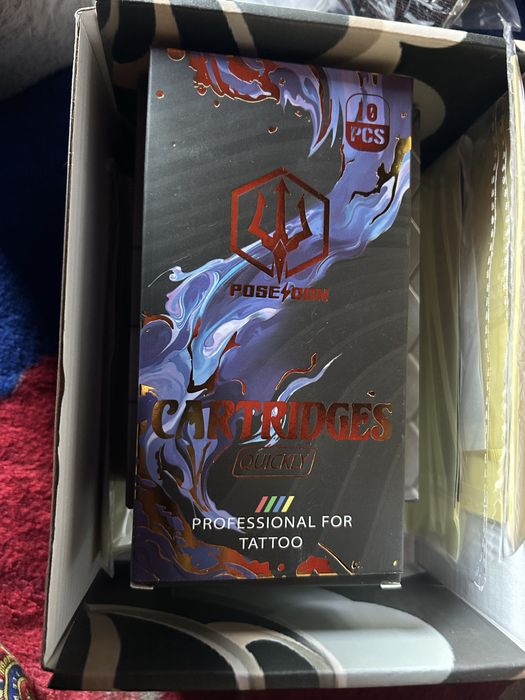 10
PCS
POSEIDON
CARTRIDGES
QUICKLY
PROFESSIONAL FOR
TATTOO